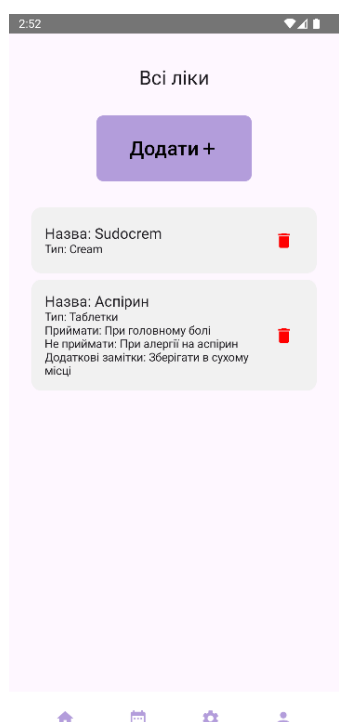 2:52
Всі ліки
Додати +
Назва: Sudocrem
Тип: Cream
Назва: Аспірин
Тип: Таблетки
Приймати: При головному болі
Не приймати: При алергії на аспірин
Додаткові замітки: Зберігати в сухому
місці